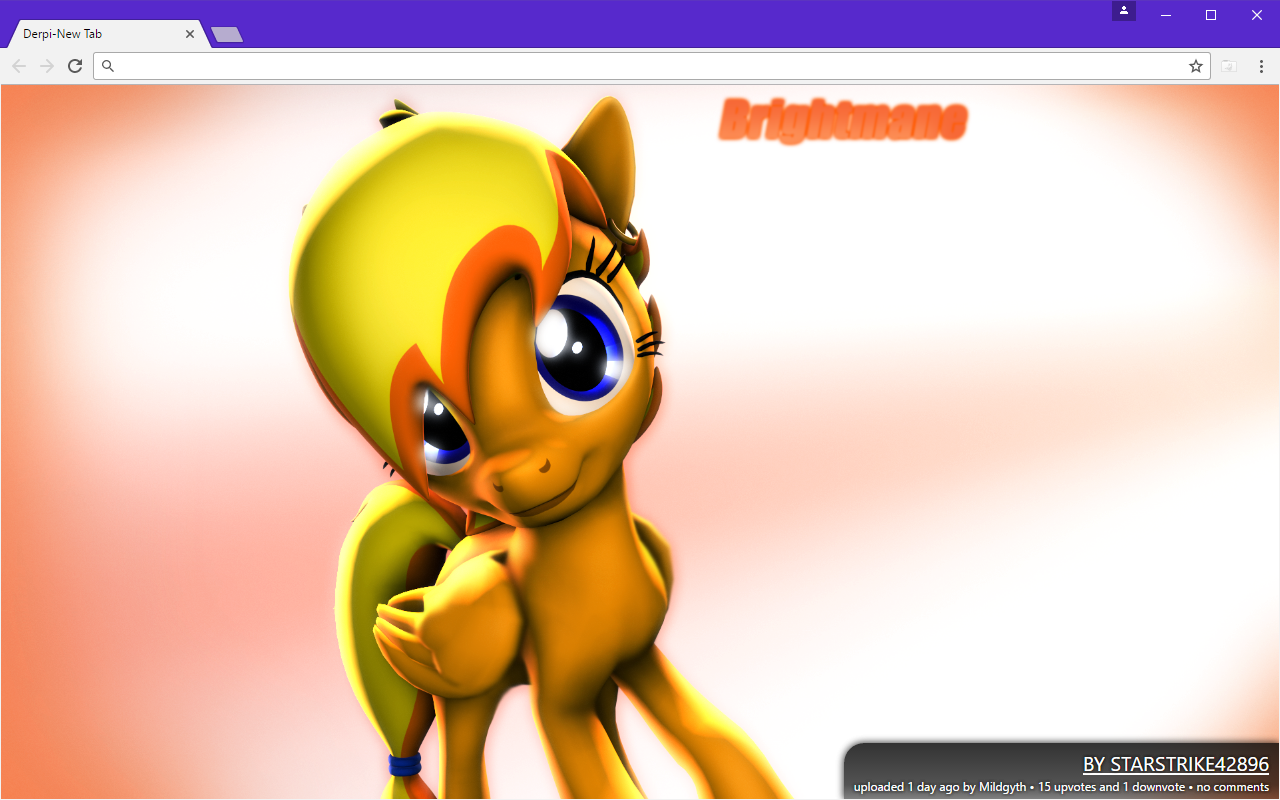 Derpi-New Tab
Brightmane
BY STARSTRIKE42896
uploaded 1 day ago by Mildgyth • 15 upvotes and 1 downvote • no comments